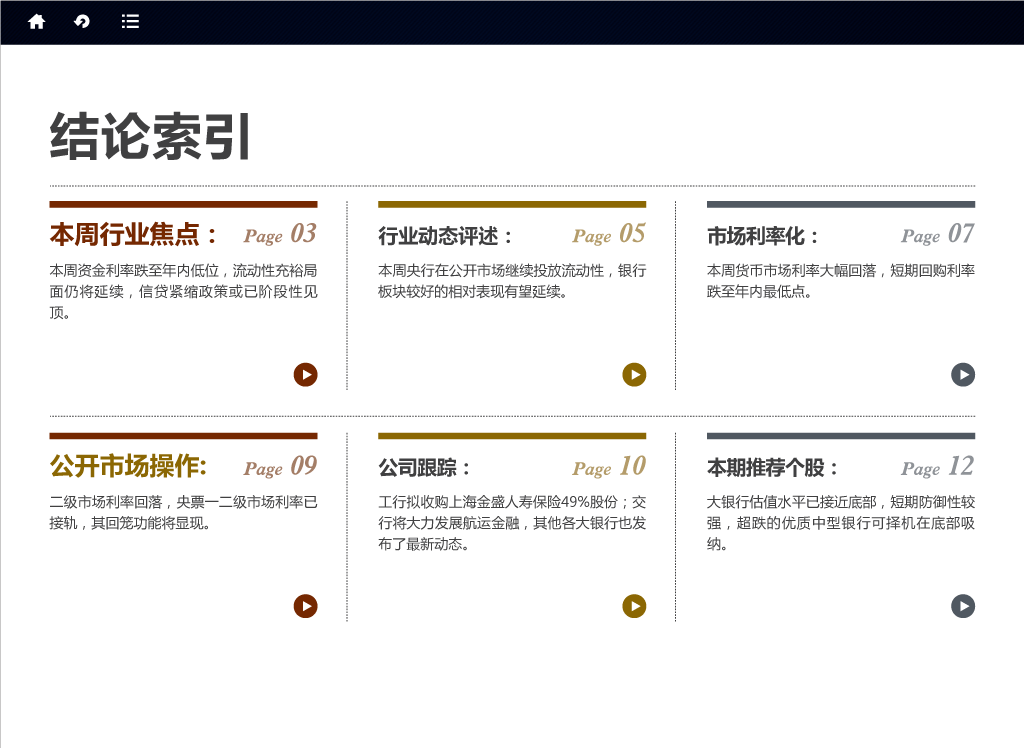 结论索引
本周行业焦点：
Page 03
本周资金利率跌至年内低位，流动性充裕局
面仍将延续，信贷紧缩政策或已阶段性见
顶。
行业动态评述：
Page 05
本周央行在公开市场继续投放流动性，银行
板块较好的相对表现有望延续。
市场利率化：
Page 07
本周货币市场利率大幅回落，短期回购利率
跌至年内最低点。
公开市场操作:
Page 09
二级市场利率回落，央票一二级市场利率已
接轨，其回笼功能将显现。
公司跟踪：
Page 10
工行拟收购上海金盛人寿保险49%股份；交
行将大力发展航运金融，其他各大银行也发
布了最新动态。
本期推荐个股：
Page 12
大银行估值水平已接近底部，短期防御性较
强，超跌的优质中型银行可择机在底部吸
纳。